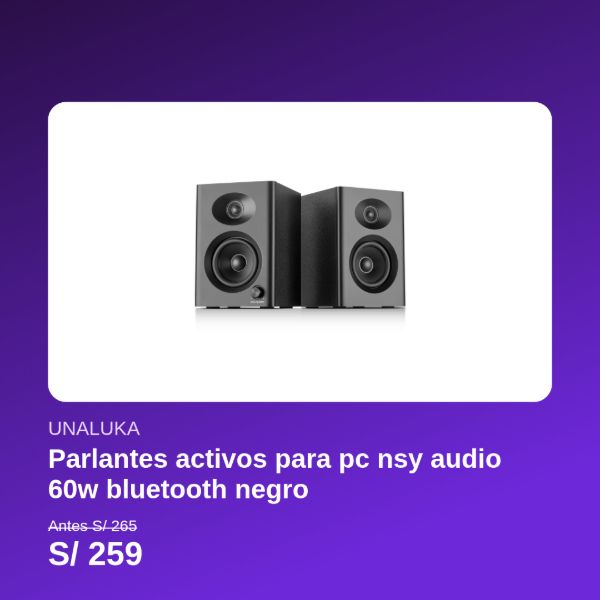 UNALUKA
Parlantes activos para pc nsy audio
60w bluetooth negro
Antes S/ 265
S/ 259